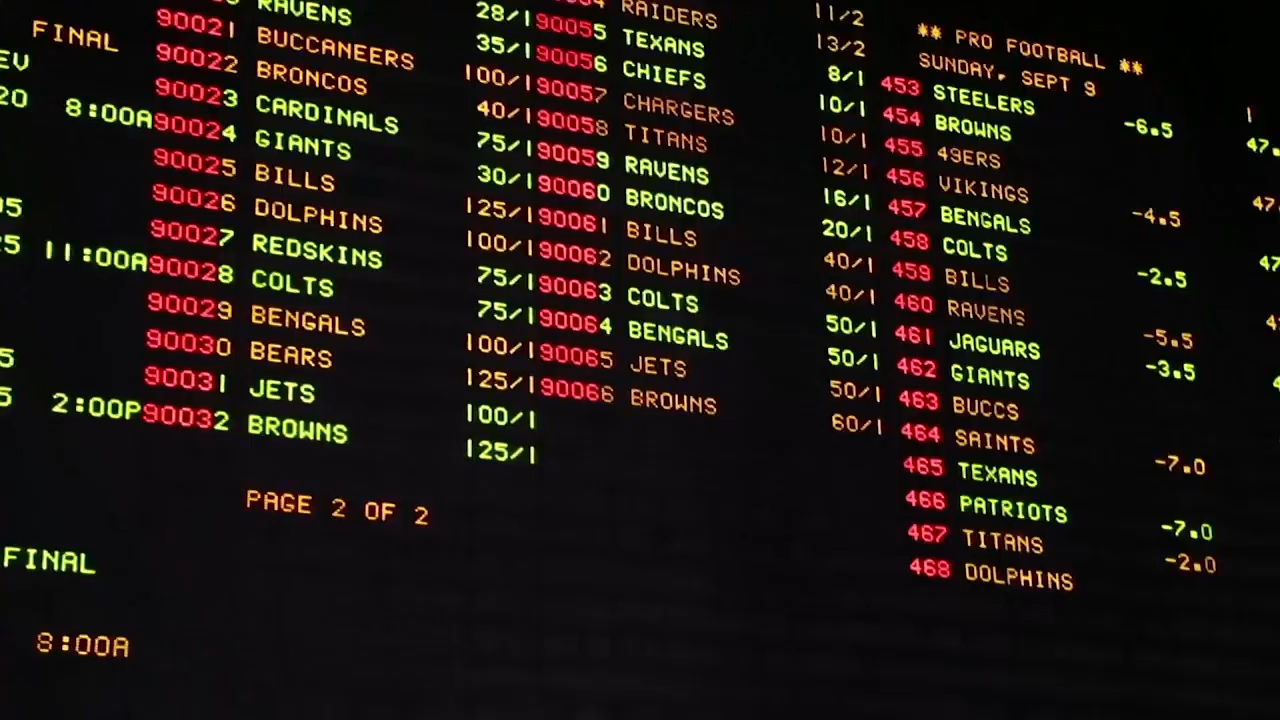 FINAL
EV
20 8:00A
05
25 11:00A
5
5 2:00P
FINAL
8:00A
RAVENS 28/1
90021 BUCCANEERS 35/1
90022 BRONCOS 100/1
90023 CARDINALS 40/1
90024 GIANTS 75/1
90025 BILLS 30/1
90026 DOLPHINS 125/1
90027 REDSKINS 100/1
90028 COLTS 75/1
90029 BENGALS 75/1
90030 BEARS 100/1
90031 JETS 125/1
90032 BROWNS 100/1
125/1
PAGE 2 OF 2
RAIDERS 11/2
90055 TEXANS 13/2
90056 CHIEFS 8/1
90057 CHARGERS 10/1
90058 TITANS 10/1
90059 RAVENS 12/1
90060 BRONCOS 16/1
90061 BILLS 20/1
90062 DOLPHINS 40/1
90063 COLTS 40/1
90064 BENGALS 50/1
90065 JETS 50/1
90066 BROWNS 50/1
60/1
** PRO FOOTBALL **
SUNDAY, SEPT 9
453 STEELERS -6.5
454 BROWNS 47.
455 49ERS
456 VIKINGS -4.5 47
457 BENGALS
458 COLTS -2.5 47
459 BILLS
460 RAVENS -5.5
461 JAGUARS -3.5
462 GIANTS
463 BUCCS
464 SAINTS -7.0
465 TEXANS
466 PATRIOTS -7.0
467 TITANS -2.0
468 DOLPHINS